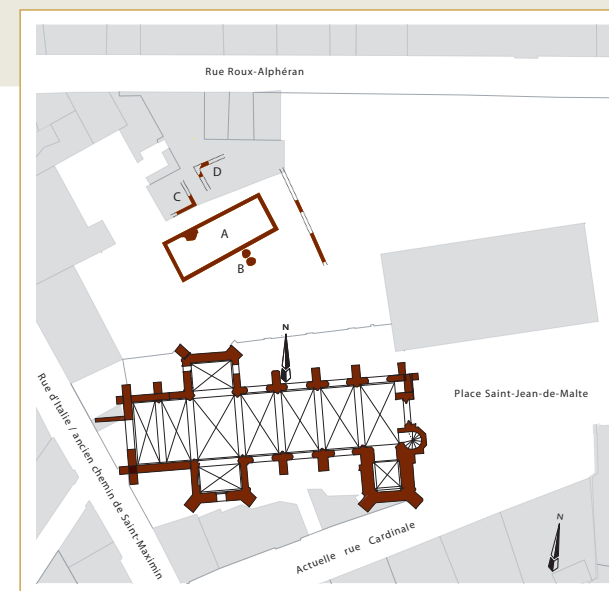 Rue Roux-Alphéran
D
C
A
B
N
Place Saint-Jean-de-Malte
Rue d'Italie / ancien chemin de Saint-Maximin
Actuelle rue Cardinale
N